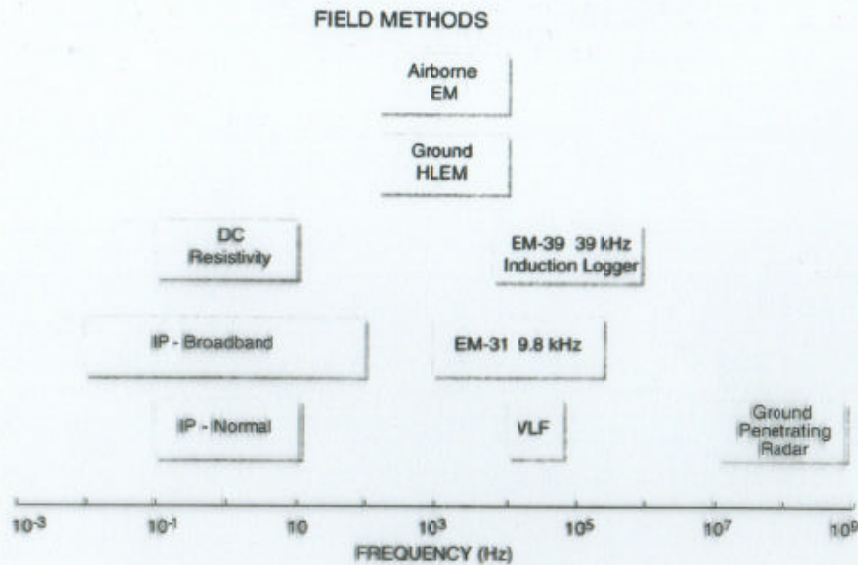 FIELD METHODS
Airborne
EM
Ground
HLEM
DC
Resistivity
EM-39 39 kHz
Induction Logger
IP - Broadband
EM-31 9.8 kHz
IP - Normal
VLF
Ground
Penetrating
Radar
10⁻³ 10⁻¹ 10 10³ 10⁵ 10⁷ 10⁹
FREQUENCY (Hz)